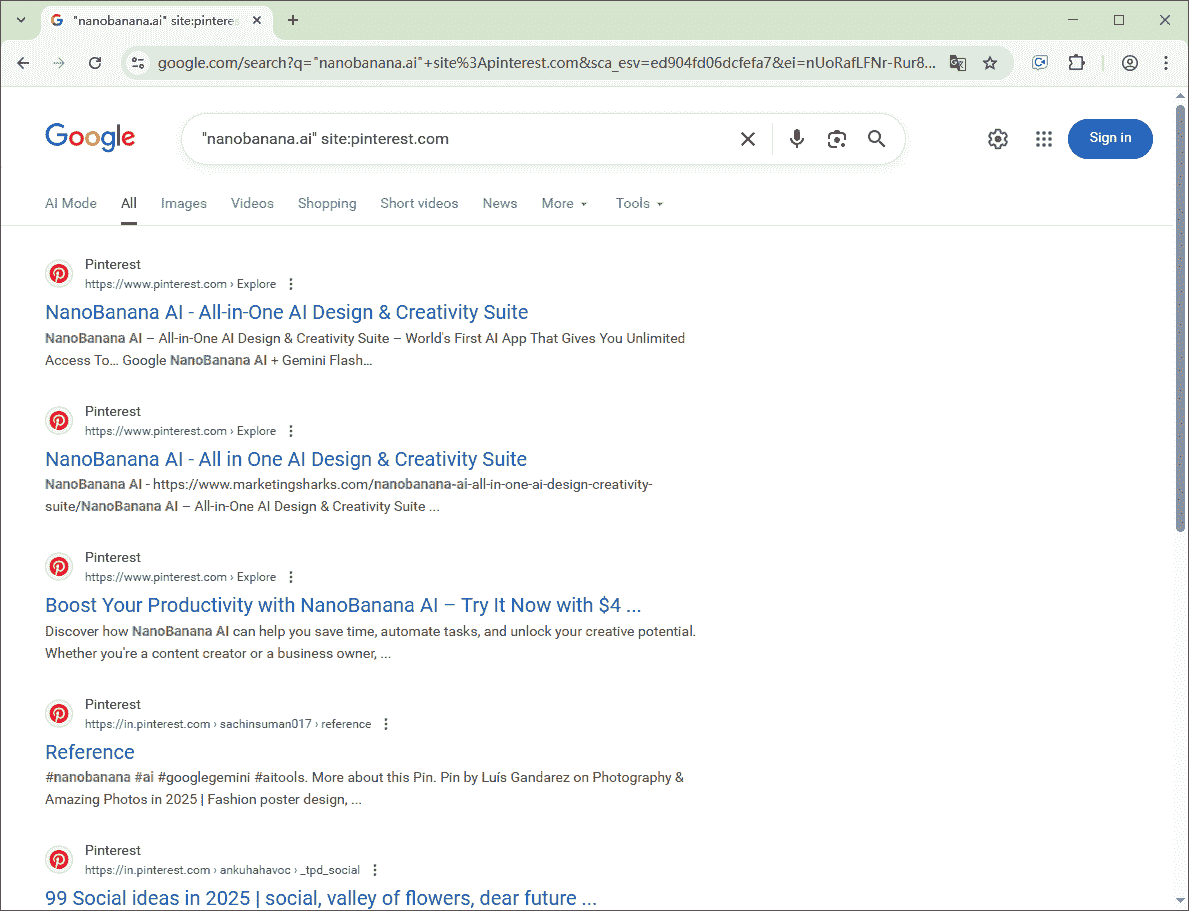 "nanobanana.ai" site:pintere
google.com/search?q="nanobanana.ai"+site%3Apinterest.com&sca_esv=ed904fd06dcfefa7&ei=nUoRafLFNr-Rur8...
Google
"nanobanana.ai" site:pinterest.com
Sign in
AI Mode All Images Videos Shopping Short videos News More Tools
Pinterest
https://www.pinterest.com › Explore
NanoBanana AI - All-in-One AI Design & Creativity Suite
NanoBanana AI – All-in-One AI Design & Creativity Suite – World's First AI App That Gives You Unlimited
Access To... Google NanoBanana AI + Gemini Flash...
Pinterest
https://www.pinterest.com › Explore
NanoBanana AI - All in One AI Design & Creativity Suite
NanoBanana AI - https://www.marketingsharks.com/nanobanana-ai-all-in-one-ai-design-creativity-
suite/NanoBanana AI – All-in-One AI Design & Creativity Suite ...
Pinterest
https://www.pinterest.com › Explore
Boost Your Productivity with NanoBanana AI – Try It Now with $4 ...
Discover how NanoBanana AI can help you save time, automate tasks, and unlock your creative potential.
Whether you're a content creator or a business owner, ...
Pinterest
https://in.pinterest.com › sachinsuman017 › reference
Reference
#nanobanana #ai #googlegemini #aitools. More about this Pin. Pin by Luís Gandarez on Photography &
Amazing Photos in 2025 | Fashion poster design, ...
Pinterest
https://in.pinterest.com › ankuhahavoc › _tpd_social
99 Social ideas in 2025 | social, valley of flowers, dear future ...